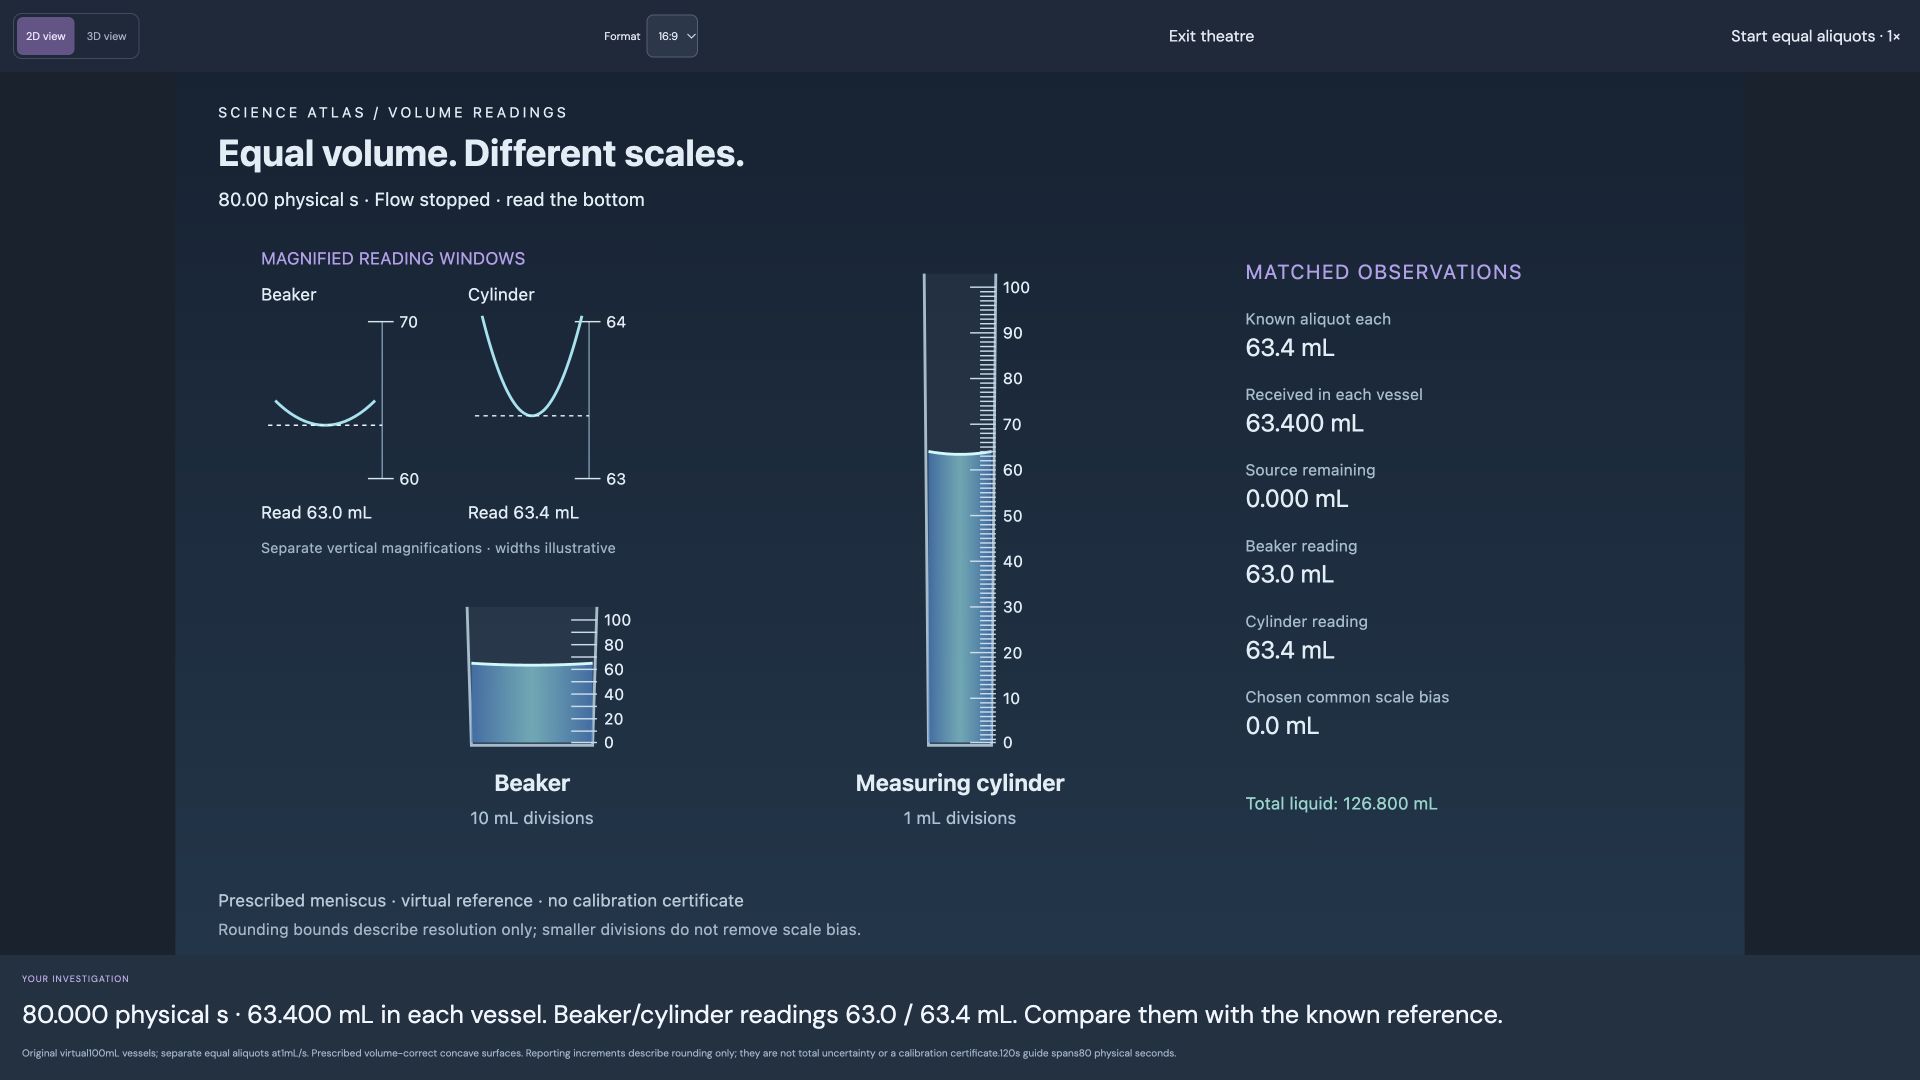 2D view
3D view
Format
16:9
Exit theatre
Start equal aliquots · 1×
SCIENCE ATLAS / VOLUME READINGS
Equal volume. Different scales.
80.00 physical s · Flow stopped · read the bottom
MAGNIFIED READING WINDOWS
Beaker
70
60
Read 63.0 mL
Cylinder
64
63
Read 63.4 mL
Separate vertical magnifications · widths illustrative
100
80
60
40
20
0
Beaker
10 mL divisions
100
90
80
70
60
50
40
30
20
10
0
Measuring cylinder
1 mL divisions
MATCHED OBSERVATIONS
Known aliquot each
63.4 mL
Received in each vessel
63.400 mL
Source remaining
0.000 mL
Beaker reading
63.0 mL
Cylinder reading
63.4 mL
Chosen common scale bias
0.0 mL
Total liquid: 126.800 mL
Prescribed meniscus · virtual reference · no calibration certificate
Rounding bounds describe resolution only; smaller divisions do not remove scale bias.
YOUR INVESTIGATION
80.000 physical s · 63.400 mL in each vessel. Beaker/cylinder readings 63.0 / 63.4 mL. Compare them with the known reference.
Original virtual100mL vessels; separate equal aliquots at1mL/s. Prescribed volume-correct concave surfaces. Reporting increments describe rounding only; they are not total uncertainty or a calibration certificate.120s guide spans80 physical seconds.